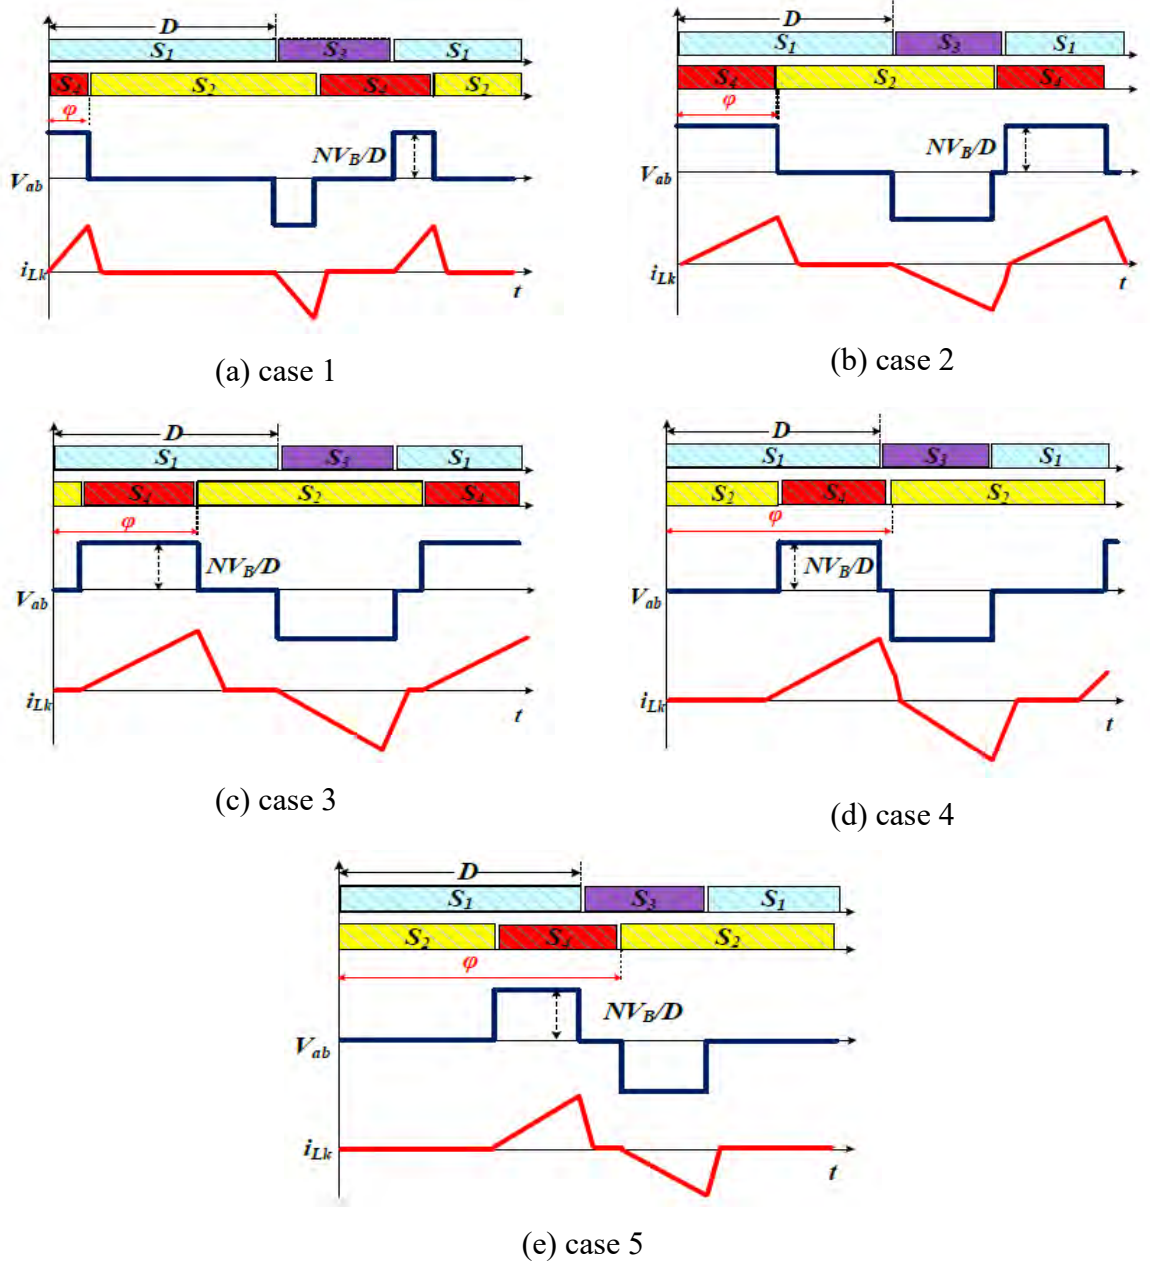 D
S1 S3 S1
S4 S2 S4 S2
φ
NVB/D
Vab
iLk
t
(a) case 1
D
S1 S3 S1
S4 S2 S4
φ
NVB/D
Vab
iLk
t
(b) case 2
D
S1 S3 S1
S4 S2 S4
φ
NVB/D
Vab
iLk
t
(c) case 3
D
S1 S3 S1
S2 S4 S2
φ
NVB/D
Vab
iLk
t
(d) case 4
D
S1 S3 S1
S2 S4 S2
φ
NVB/D
Vab
iLk
t
(e) case 5